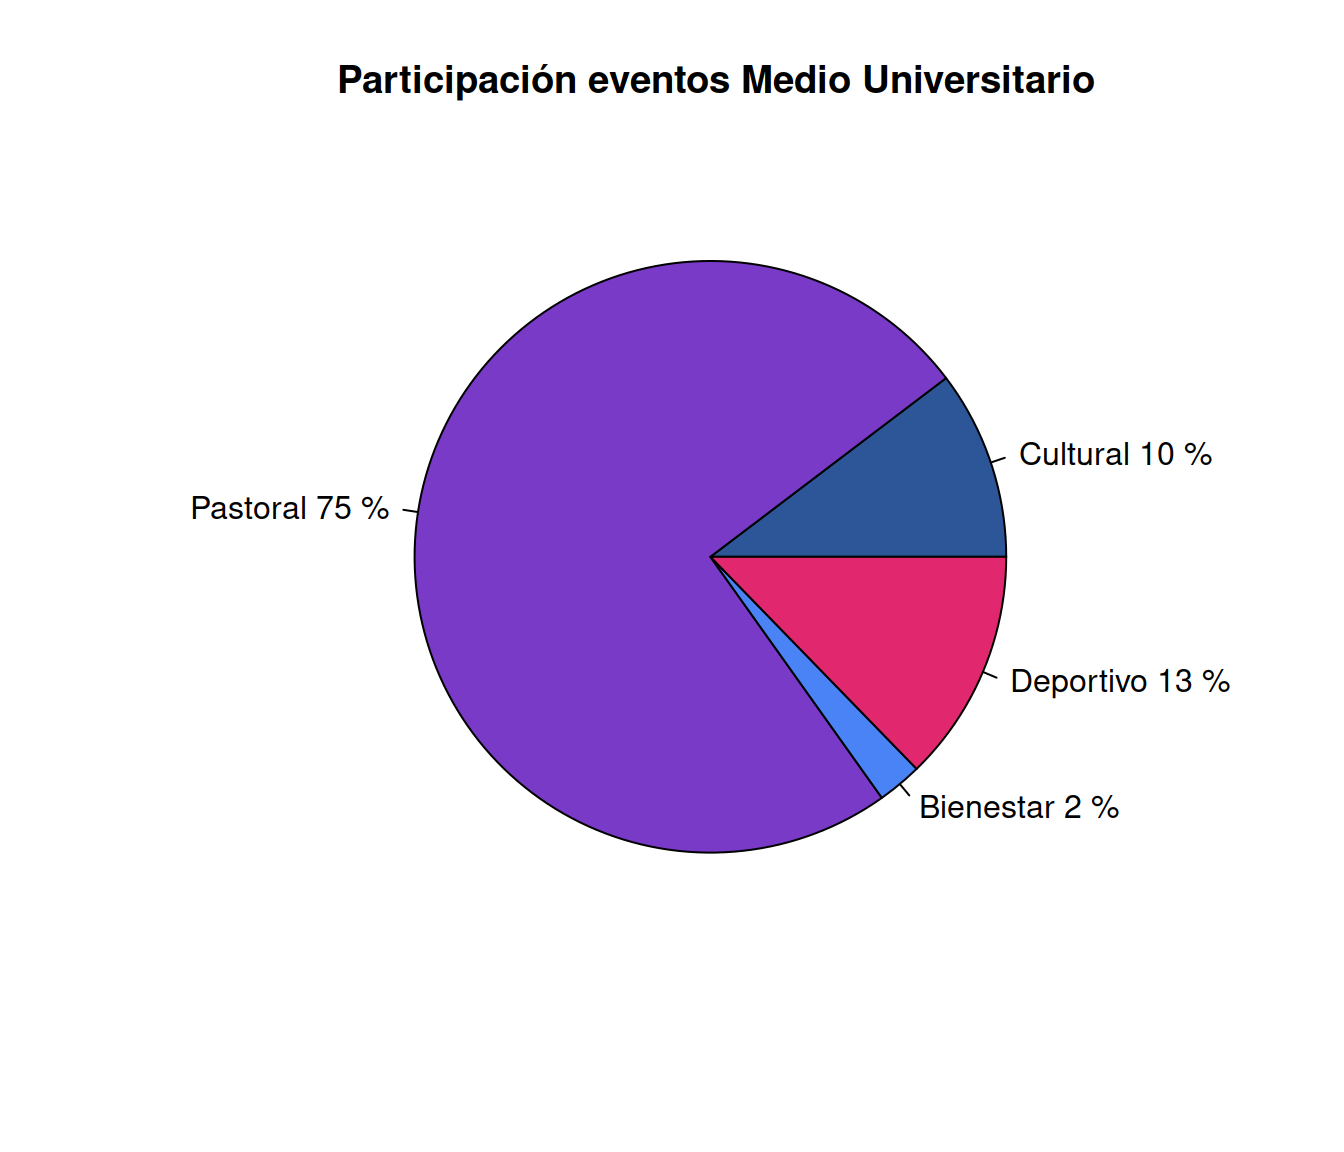 Participación eventos Medio Universitario
Cultural 10 %
Pastoral 75 %
Deportivo 13 %
Bienestar 2 %